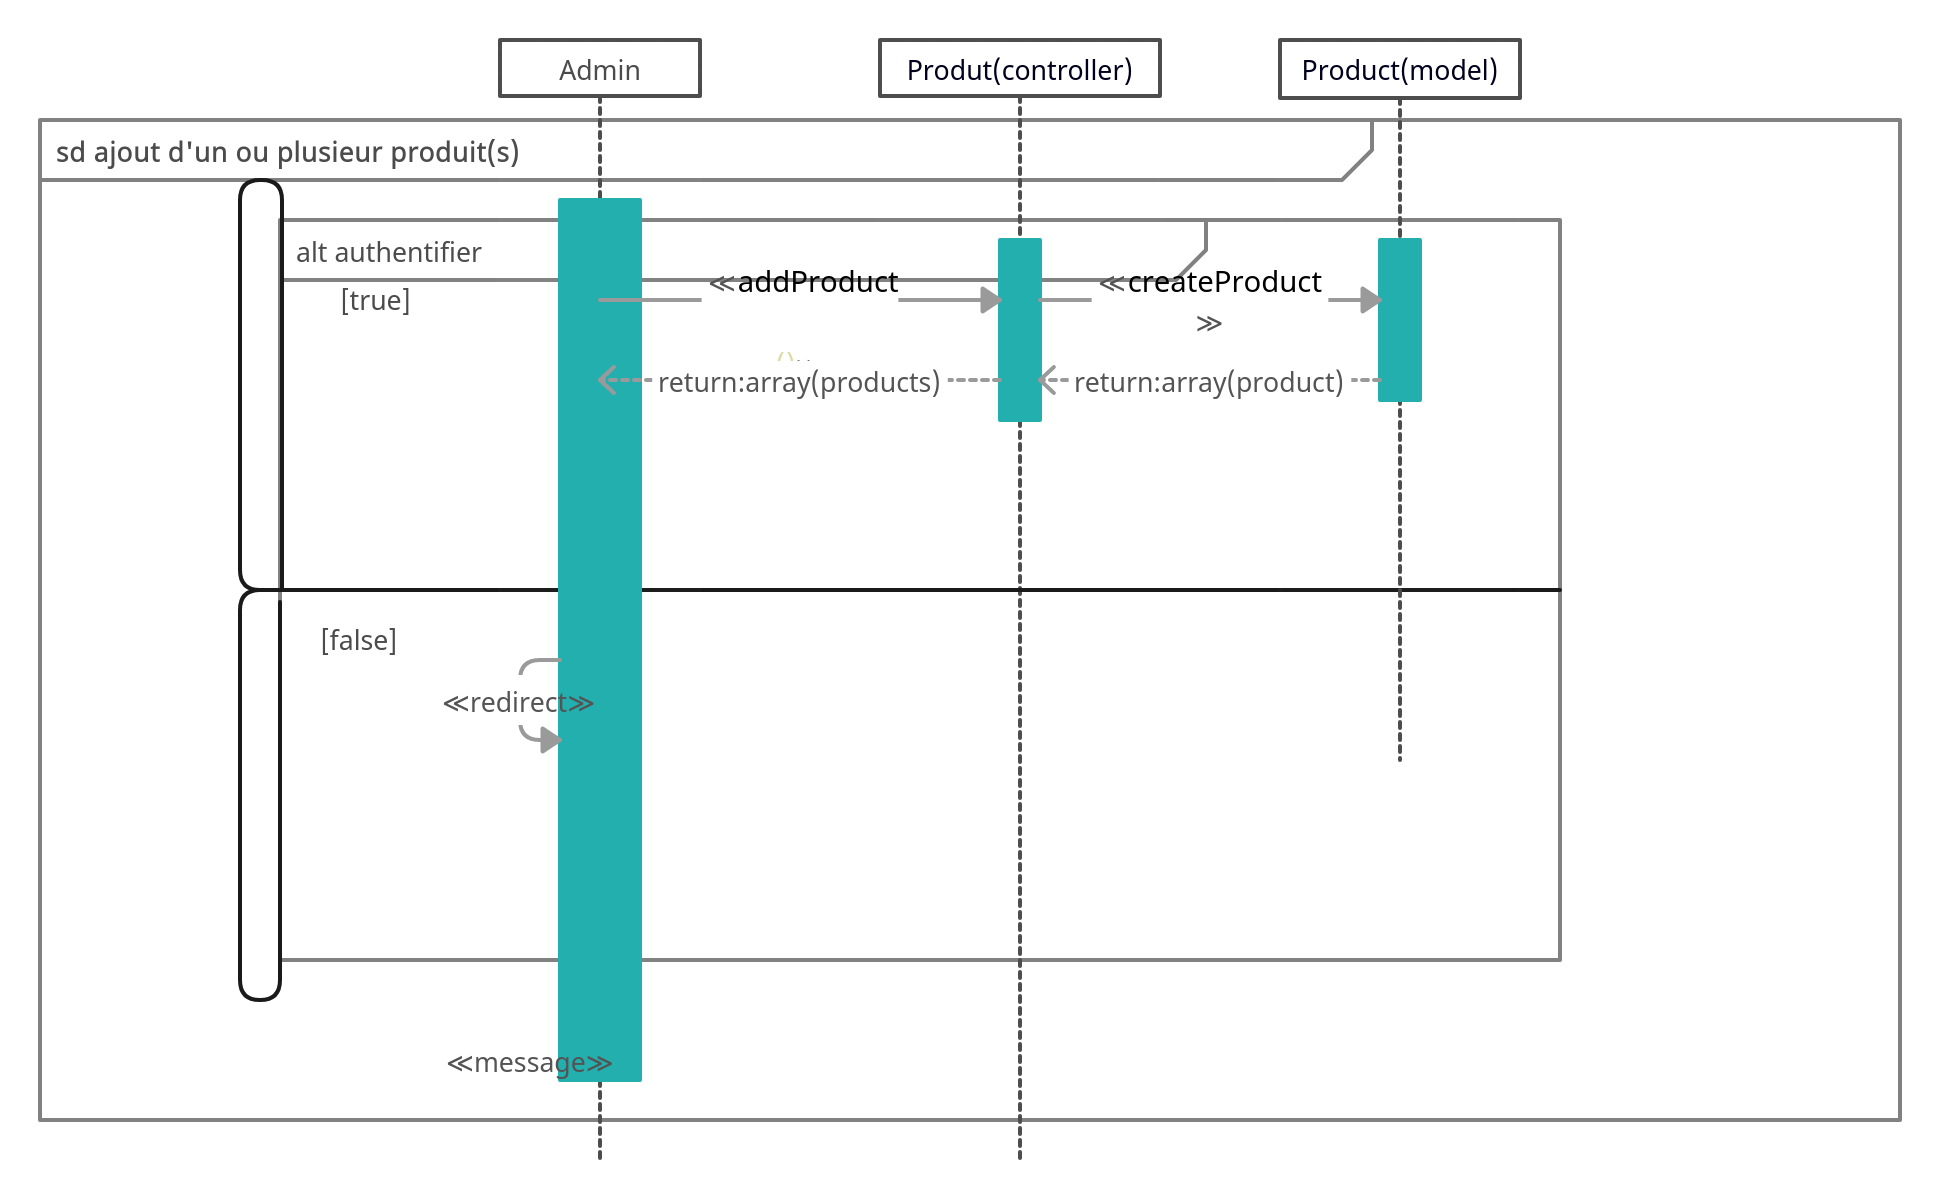 Admin
Produt(controller)
Product(model)
sd ajout d'un ou plusieur produit(s)
alt authentifier
[true]
≪addProduct
()
≪createProduct
≫
return:array(products)
return:array(product)
[false]
≪redirect≫
≪message≫